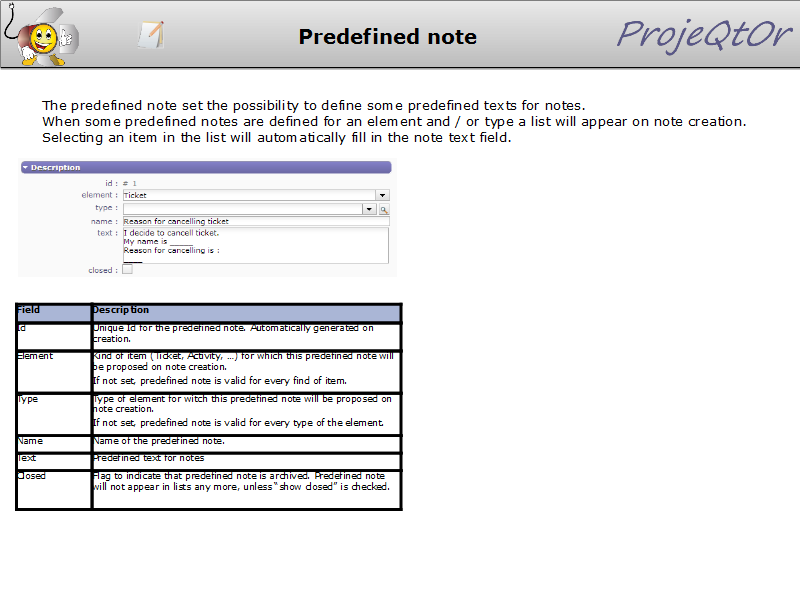 Predefined note
ProjeQtOr
The predefined note set the possibility to define some predefined texts for notes.
When some predefined notes are defined for an element and / or type a list will appear on note creation.
Selecting an item in the list will automatically fill in the note text field.
Description
id : # 1
element : Ticket
type :
name : Reason for cancelling ticket
text : I decide to cancell ticket.
My name is ______
Reason for cancelling is :
____
closed :
Field Description
Id Unique Id for the predefined note. Automatically generated on
creation.
Element Kind of item (Ticket, Activity, …) for which this predefined note will
be proposed on note creation.
If not set, predefined note is valid for every find of item.
Type Type of element for witch this predefined note will be proposed on
note creation.
If not set, predefined note is valid for every type of the element.
Name Name of the predefined note.
Text Predefined text for notes
Closed Flag to indicate that predefined note is archived. Predefined note
will not appear in lists any more, unless “show closed” is checked.